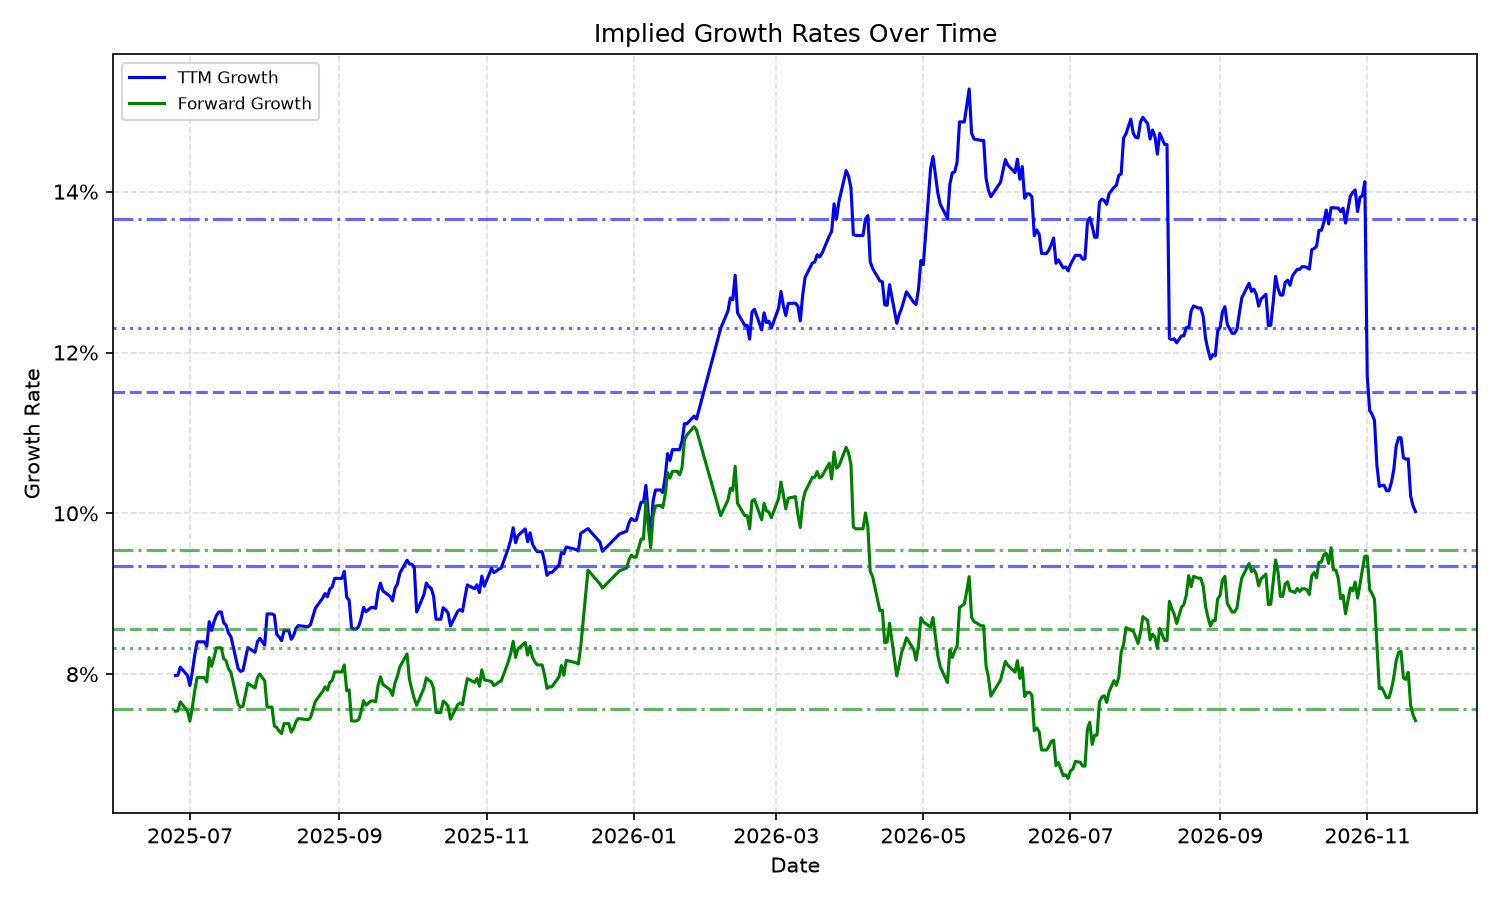 Implied Growth Rates Over Time
TTM Growth
Forward Growth
14%
12%
10%
8%
Growth Rate
2025-07
2025-09
2025-11
2026-01
2026-03
2026-05
2026-07
2026-09
2026-11
Date